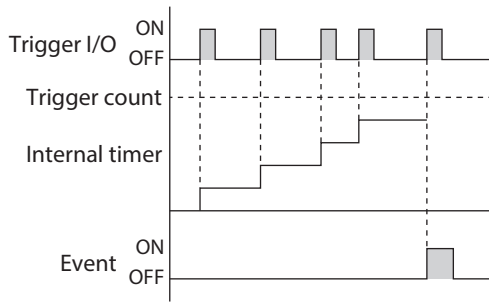 Trigger I/O ON
OFF
Trigger count
Internal timer
Event ON
OFF